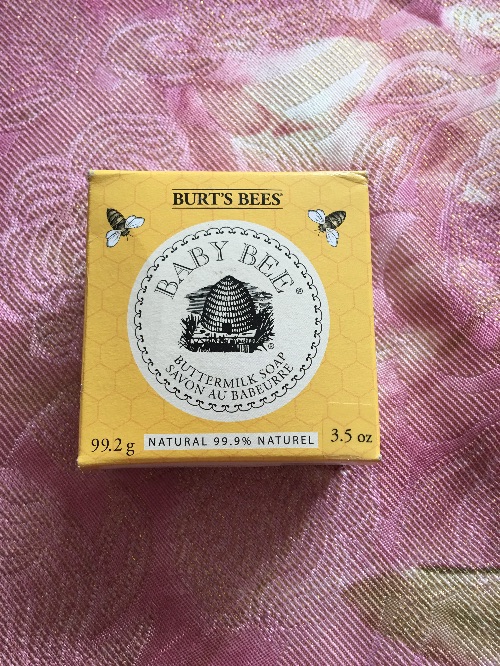 BURT'S BEES®
BABY BEE®
®
BUTTERMILK SOAP
SAVON AU BABEURRE
99.2 g NATURAL 99.9% NATUREL 3.5 oz